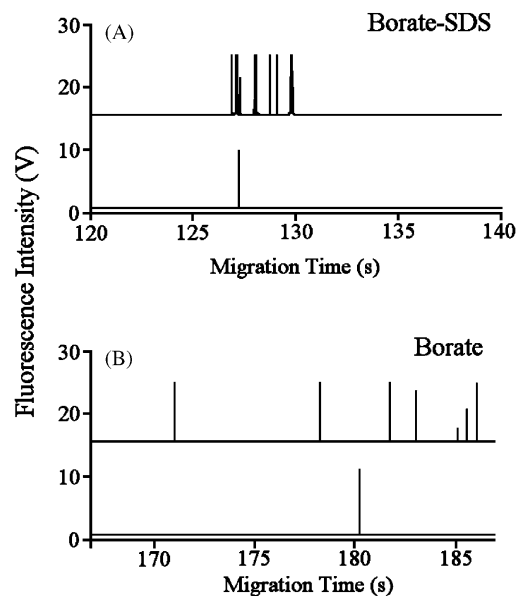 Fluorescence Intensity (V)
(A)
Borate-SDS
30
20
10
0
120
125
130
135
140
Migration Time (s)
(B)
Borate
30
20
10
0
170
175
180
185
Migration Time (s)